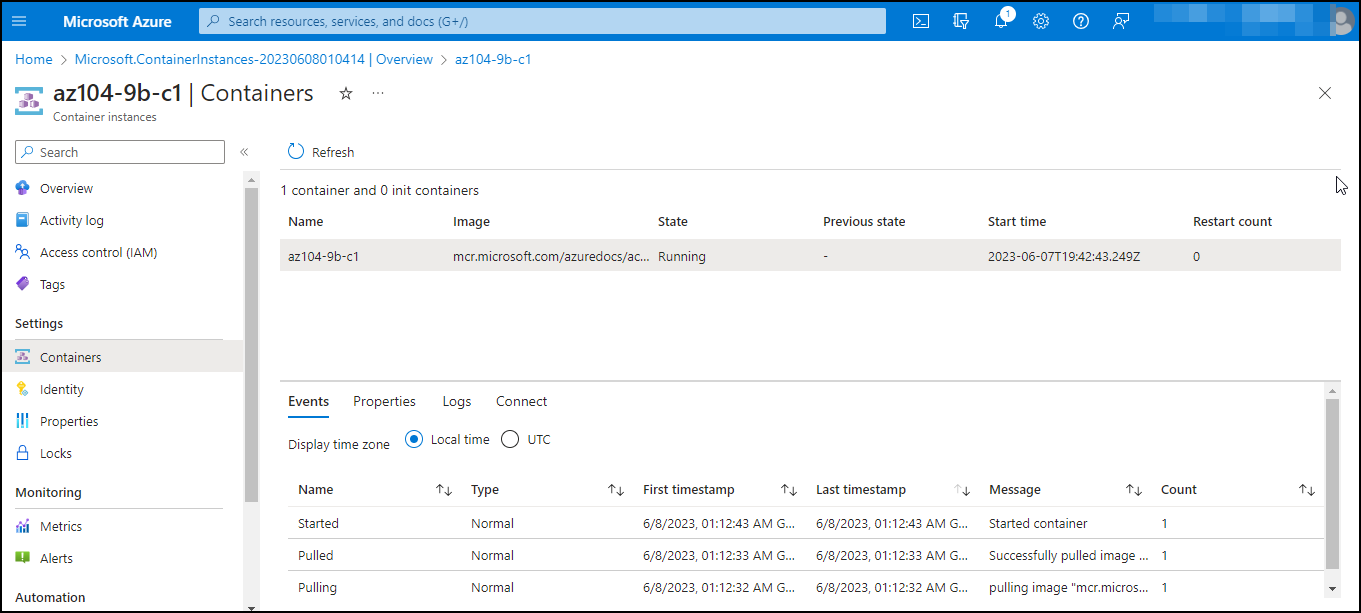 Microsoft Azure
Search resources, services, and docs (G+/)
1
Home > Microsoft.ContainerInstances-20230608010414 | Overview > az104-9b-c1
az104-9b-c1 | Containers
Container instances
Search
«
Refresh
Overview
Activity log
Access control (IAM)
Tags
Settings
Containers
Identity
Properties
Locks
Monitoring
Metrics
Alerts
Automation
1 container and 0 init containers
Name Image State Previous state Start time Restart count
az104-9b-c1 mcr.microsoft.com/azuredocs/ac... Running - 2023-06-07T19:42:43.249Z 0
Events Properties Logs Connect
Display time zone Local time UTC
Name Type First timestamp Last timestamp Message Count
Started Normal 6/8/2023, 01:12:43 AM G... 6/8/2023, 01:12:43 AM G... Started container 1
Pulled Normal 6/8/2023, 01:12:33 AM G... 6/8/2023, 01:12:33 AM G... Successfully pulled image ... 1
Pulling Normal 6/8/2023, 01:12:32 AM G... 6/8/2023, 01:12:32 AM G... pulling image "mcr.micros... 1